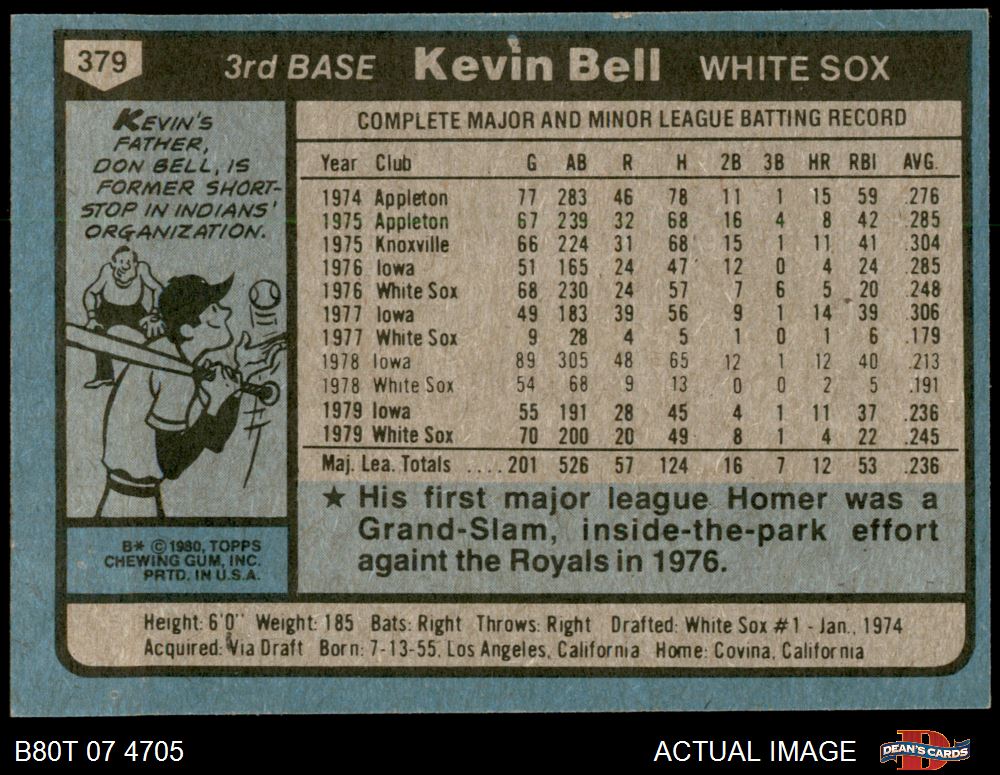 379
3rd BASE Kevin Bell WHITE SOX
KEVIN'S
FATHER,
DON BELL, IS
FORMER SHORT-
STOP IN INDIANS'
ORGANIZATION.
B* © 1980, TOPPS
CHEWING GUM, INC.
PRTD. IN U.S.A.
COMPLETE MAJOR AND MINOR LEAGUE BATTING RECORD
Year Club G AB R H 2B 3B HR RBI AVG.
1974 Appleton 77 283 46 78 11 1 15 59 .276
1975 Appleton 67 239 32 68 16 4 8 42 .285
1975 Knoxville 66 224 31 68 15 1 11 41 .304
1976 Iowa 51 165 24 47 12 0 4 24 .285
1976 White Sox 68 230 24 57 7 6 5 20 .248
1977 Iowa 49 183 39 56 9 1 14 39 .306
1977 White Sox 9 28 4 5 1 0 1 6 .179
1978 Iowa 89 305 48 65 12 1 12 40 .213
1978 White Sox 54 68 9 13 0 0 2 5 .191
1979 Iowa 55 191 28 45 4 1 11 37 .236
1979 White Sox 70 200 20 49 8 1 4 22 .245
Maj. Lea. Totals ....201 526 57 124 16 7 12 53 .236
★ His first major league Homer was a
Grand-Slam, inside-the-park effort
againt the Royals in 1976.
Height: 6'0" Weight: 185 Bats: Right Throws: Right Drafted: White Sox #1 - Jan., 1974
Acquired: Via Draft Born: 7-13-55, Los Angeles, California Home: Covina, California
B80T 07 4705
ACTUAL IMAGE
DEAN'S CARDS